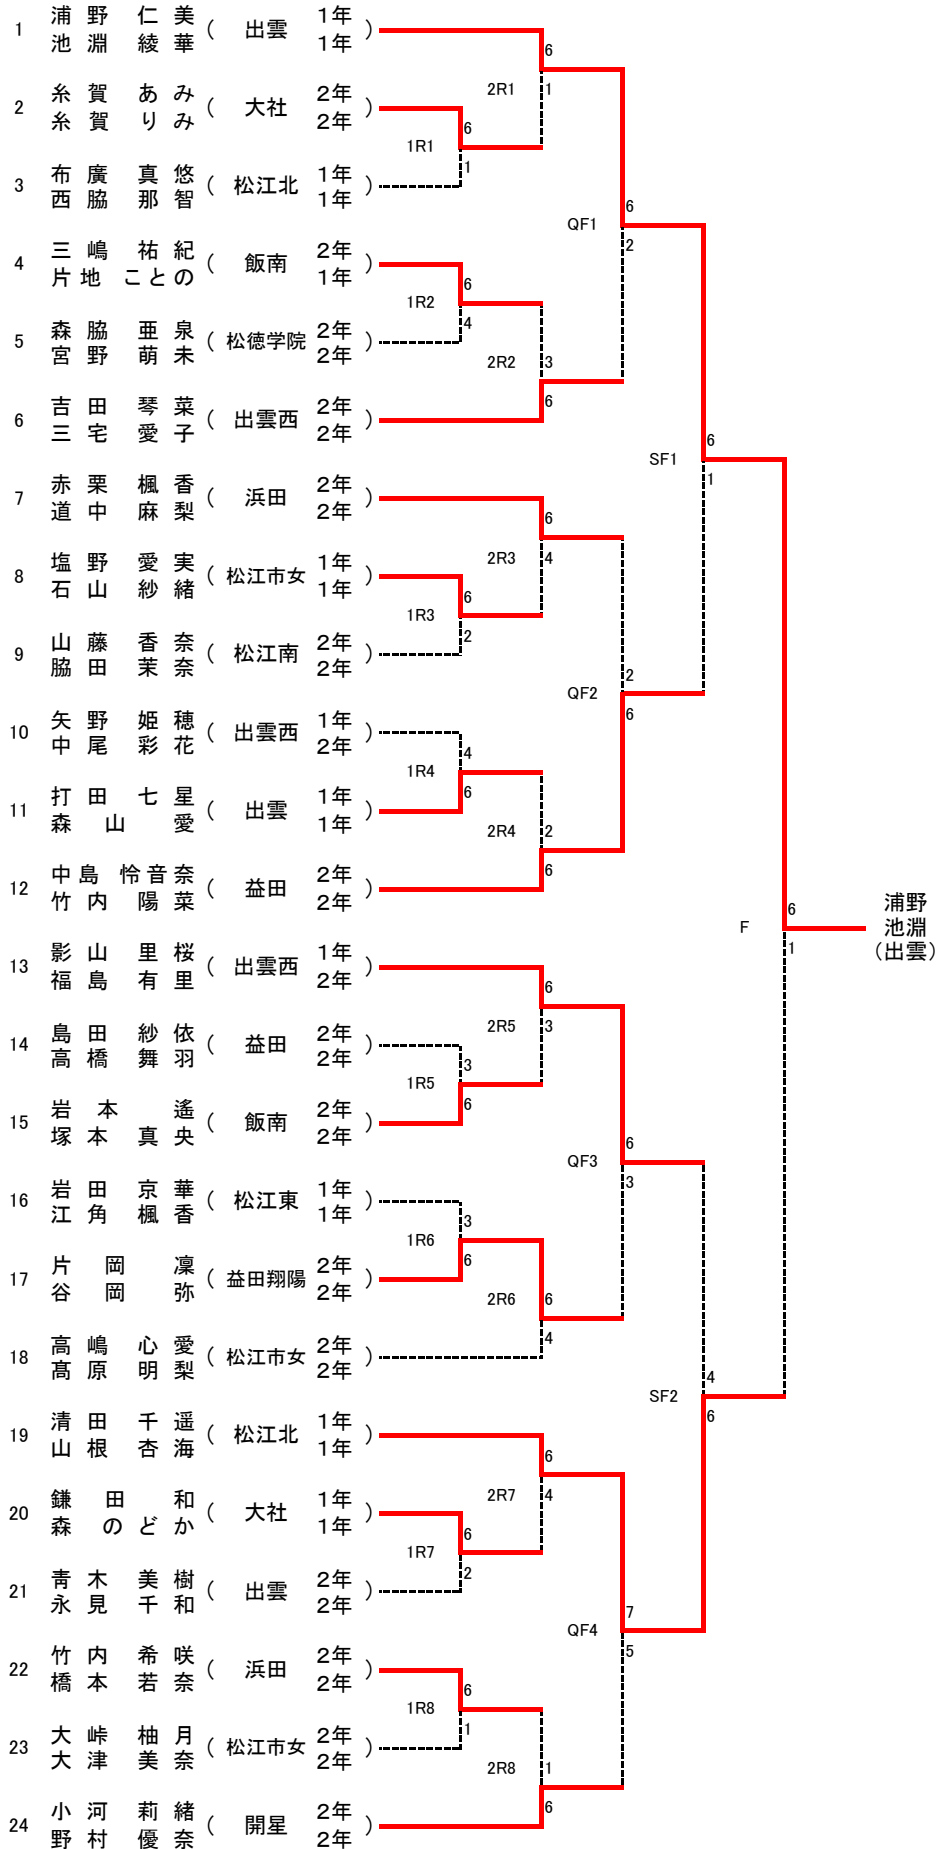 1 浦野 仁美 ( 出雲 1年 )
池淵 綾華 1年
6
2R1 1
2 糸賀 あみ ( 大社 2年 )
糸賀 りみ 2年
6
1R1
1
3 布廣 真悠 ( 松江北 1年 )
西脇 那智 1年
6
QF1
2
4 三嶋 祐紀 ( 飯南 2年 )
片地 ことの 1年
6
1R2
4
5 森脇 亜泉 ( 松徳学院 2年 )
宮野 萌未 2年
2R2 3
6
6 吉田 琴菜 ( 出雲西 2年 )
三宅 愛子 2年
6
SF1
1
7 赤栗 楓香 ( 浜田 2年 )
道中 麻梨 2年
6
2R3 4
8 塩野 愛実 ( 松江市女 1年 )
石山 紗緒 1年
6
1R3
2
9 山藤 香奈 ( 松江南 2年 )
脇田 茉奈 2年
2
QF2
6
10 矢野 姫穂 ( 出雲西 1年 )
中尾 彩花 2年
4
1R4
6
11 打田 七星 ( 出雲 1年 )
森山 愛 1年
2R4 2
6
12 中島 怜音奈 ( 益田 2年 )
竹内 陽菜 2年
6
F
1
浦野
池淵
(出雲)
13 影山 里桜 ( 出雲西 1年 )
福島 有里 2年
6
2R5 3
14 島田 紗依 ( 益田 2年 )
高橋 舞羽 2年
3
1R5
6
15 岩本 遙 ( 飯南 2年 )
塚本 真央 2年
6
QF3
3
16 岩田 京華 ( 松江東 1年 )
江角 楓香 1年
3
1R6
6
17 片岡 凜 ( 益田翔陽 2年 )
谷岡 弥 2年
2R6 6
4
18 高嶋 心愛 ( 松江市女 2年 )
髙原 明梨 2年
4
SF2
6
19 清田 千遥 ( 松江北 1年 )
山根 杏海 1年
6
2R7 4
20 鎌田 和 ( 大社 1年 )
森 のどか 1年
6
1R7
2
21 青木 美樹 ( 出雲 2年 )
永見 千和 2年
7
QF4
5
22 竹内 希咲 ( 浜田 2年 )
橋本 若奈 2年
6
1R8
1
23 大峠 柚月 ( 松江市女 2年 )
大津 美奈 2年
2R8 1
6
24 小河 莉緒 ( 開星 2年 )
野村 優奈 2年